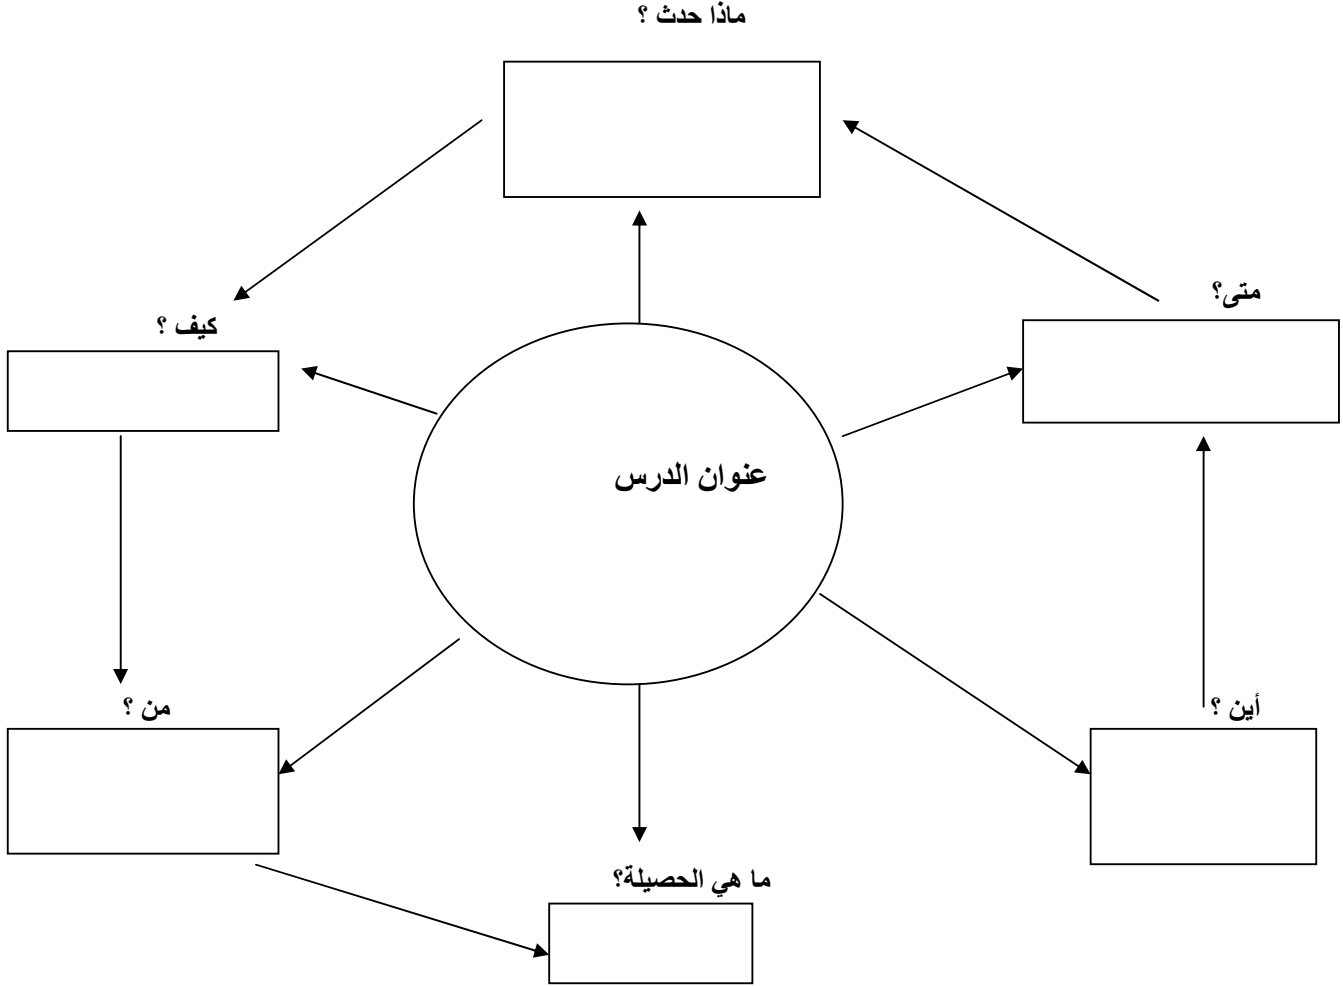 ماذا حدث ؟
متى؟
كيف ؟
عنوان الدرس
من ؟
أين ؟
ما هي الحصيلة؟